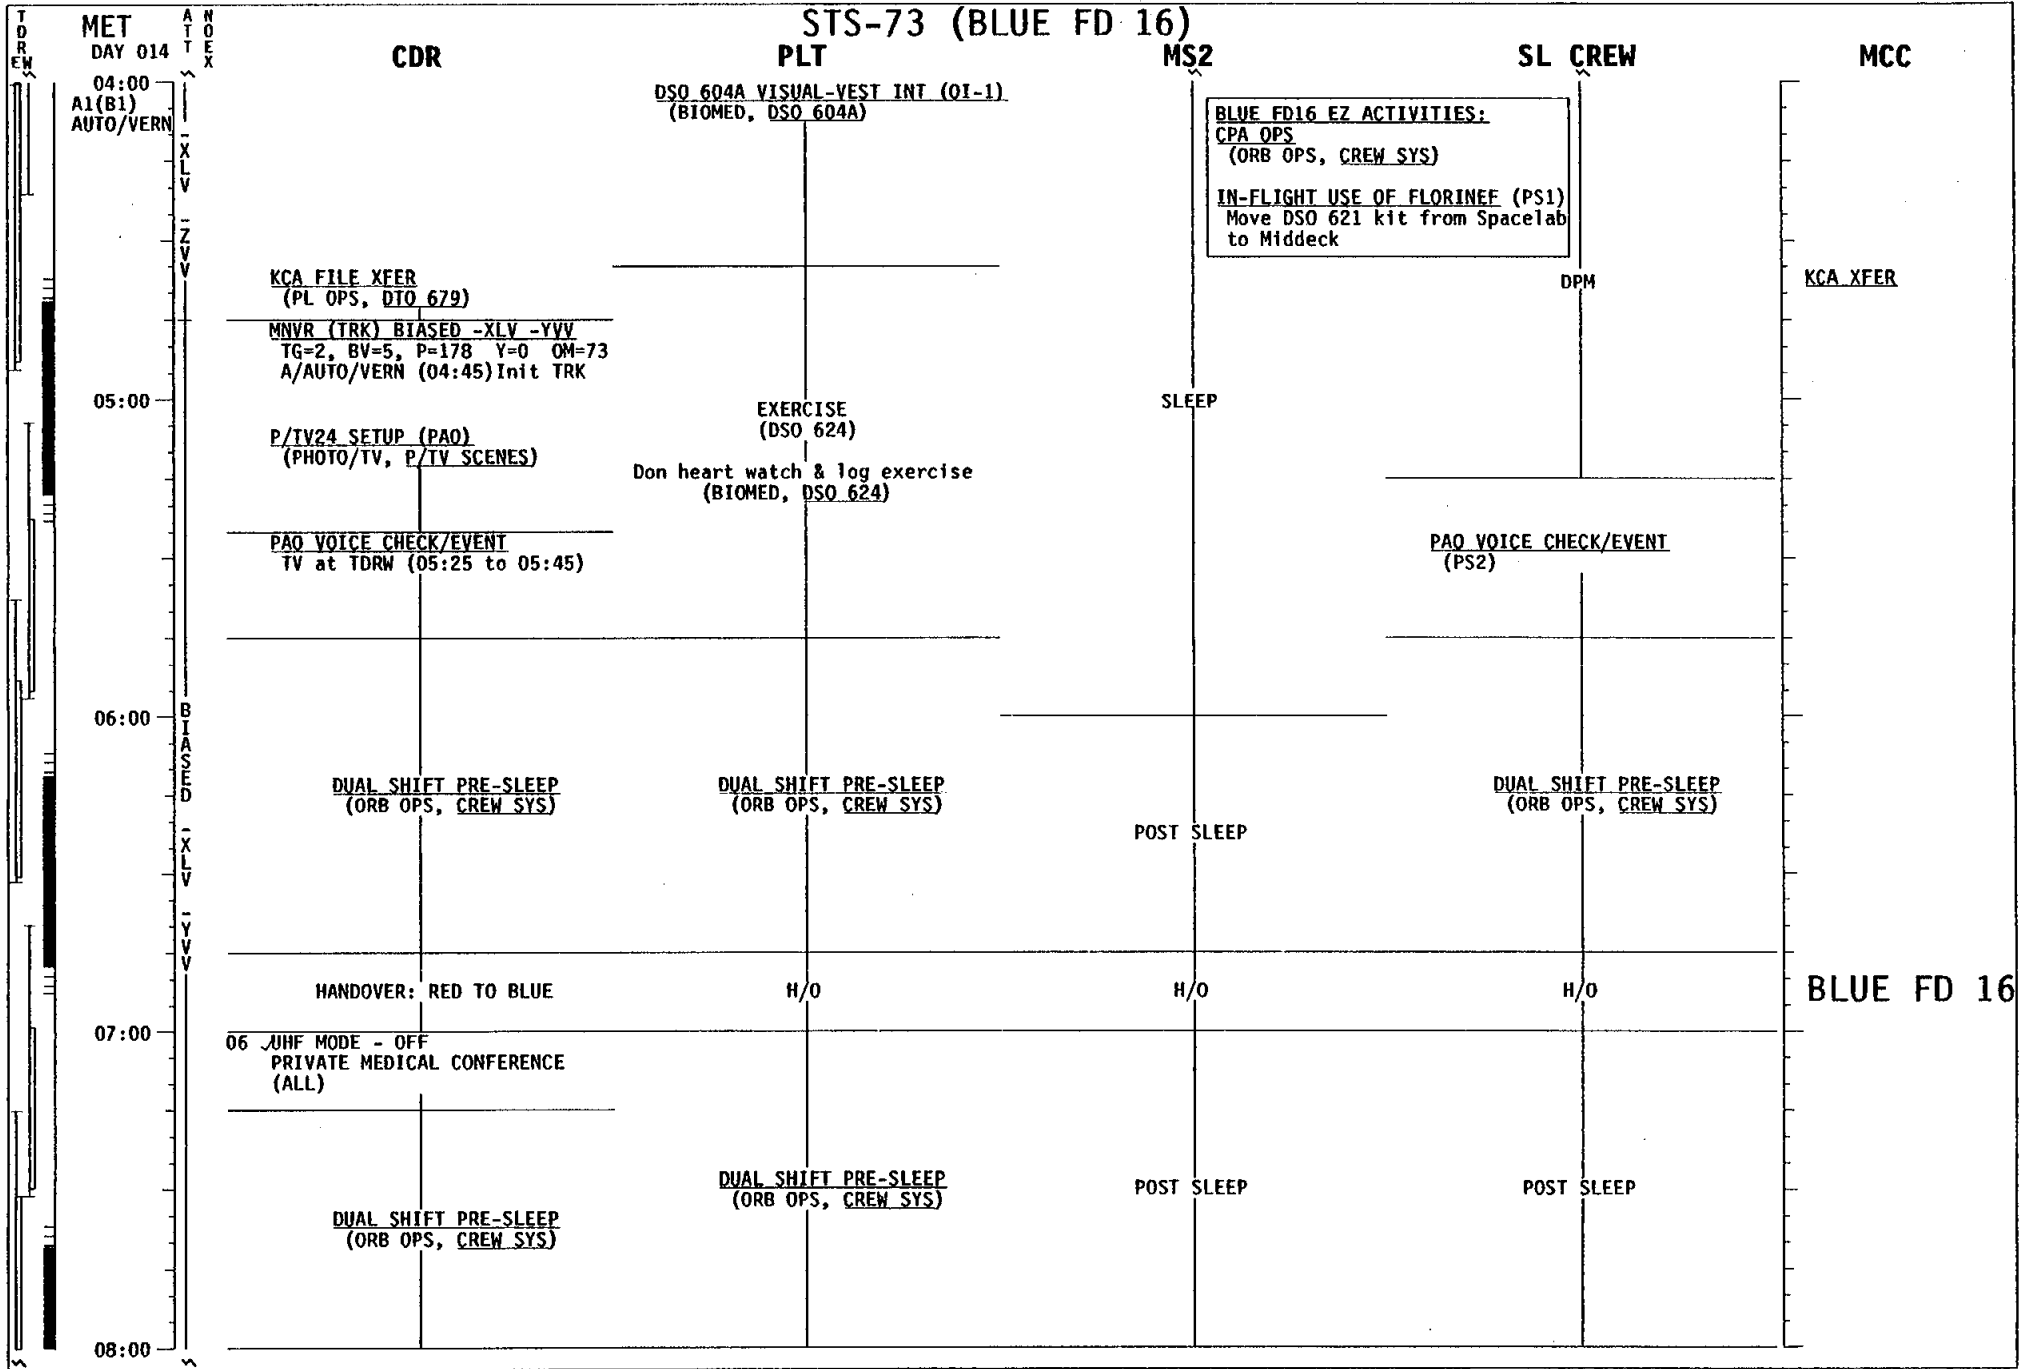 STS-73 (BLUE FD 16)
TDRE
W
MET
DAY 014
ATT
NOEX
CDR
PLT
MS2
SL CREW
MCC
04:00
A1(B1)
AUTO/VERN
-XLV -ZVV
DSO 604A VISUAL-VEST INT (OI-1)
(BIOMED, DSO 604A)
BLUE FD16 EZ ACTIVITIES:
CPA OPS
(ORB OPS, CREW SYS)
IN-FLIGHT USE OF FLORINEF (PS1)
Move DSO 621 kit from Spacelab
to Middeck
KCA FILE XFER
(PL OPS, DTO 679)
DPM
KCA XFER
MNVR (TRK) BIASED -XLV -YVV
TG=2, BV=5, P=178 Y=0 OM=73
A/AUTO/VERN (04:45)Init TRK
05:00
EXERCISE
(DSO 624)
SLEEP
P/TV24 SETUP (PAO)
(PHOTO/TV, P/TV SCENES)
Don heart watch & log exercise
(BIOMED, DSO 624)
PAO VOICE CHECK/EVENT
TV at TDRW (05:25 to 05:45)
PAO VOICE CHECK/EVENT
(PS2)
06:00
BIASED -XLV -YVV
DUAL SHIFT PRE-SLEEP
(ORB OPS, CREW SYS)
DUAL SHIFT PRE-SLEEP
(ORB OPS, CREW SYS)
POST SLEEP
DUAL SHIFT PRE-SLEEP
(ORB OPS, CREW SYS)
HANDOVER: RED TO BLUE
H/O
H/O
H/O
BLUE FD 16
07:00
06 ✓UHF MODE - OFF
PRIVATE MEDICAL CONFERENCE
(ALL)
DUAL SHIFT PRE-SLEEP
(ORB OPS, CREW SYS)
DUAL SHIFT PRE-SLEEP
(ORB OPS, CREW SYS)
POST SLEEP
POST SLEEP
08:00